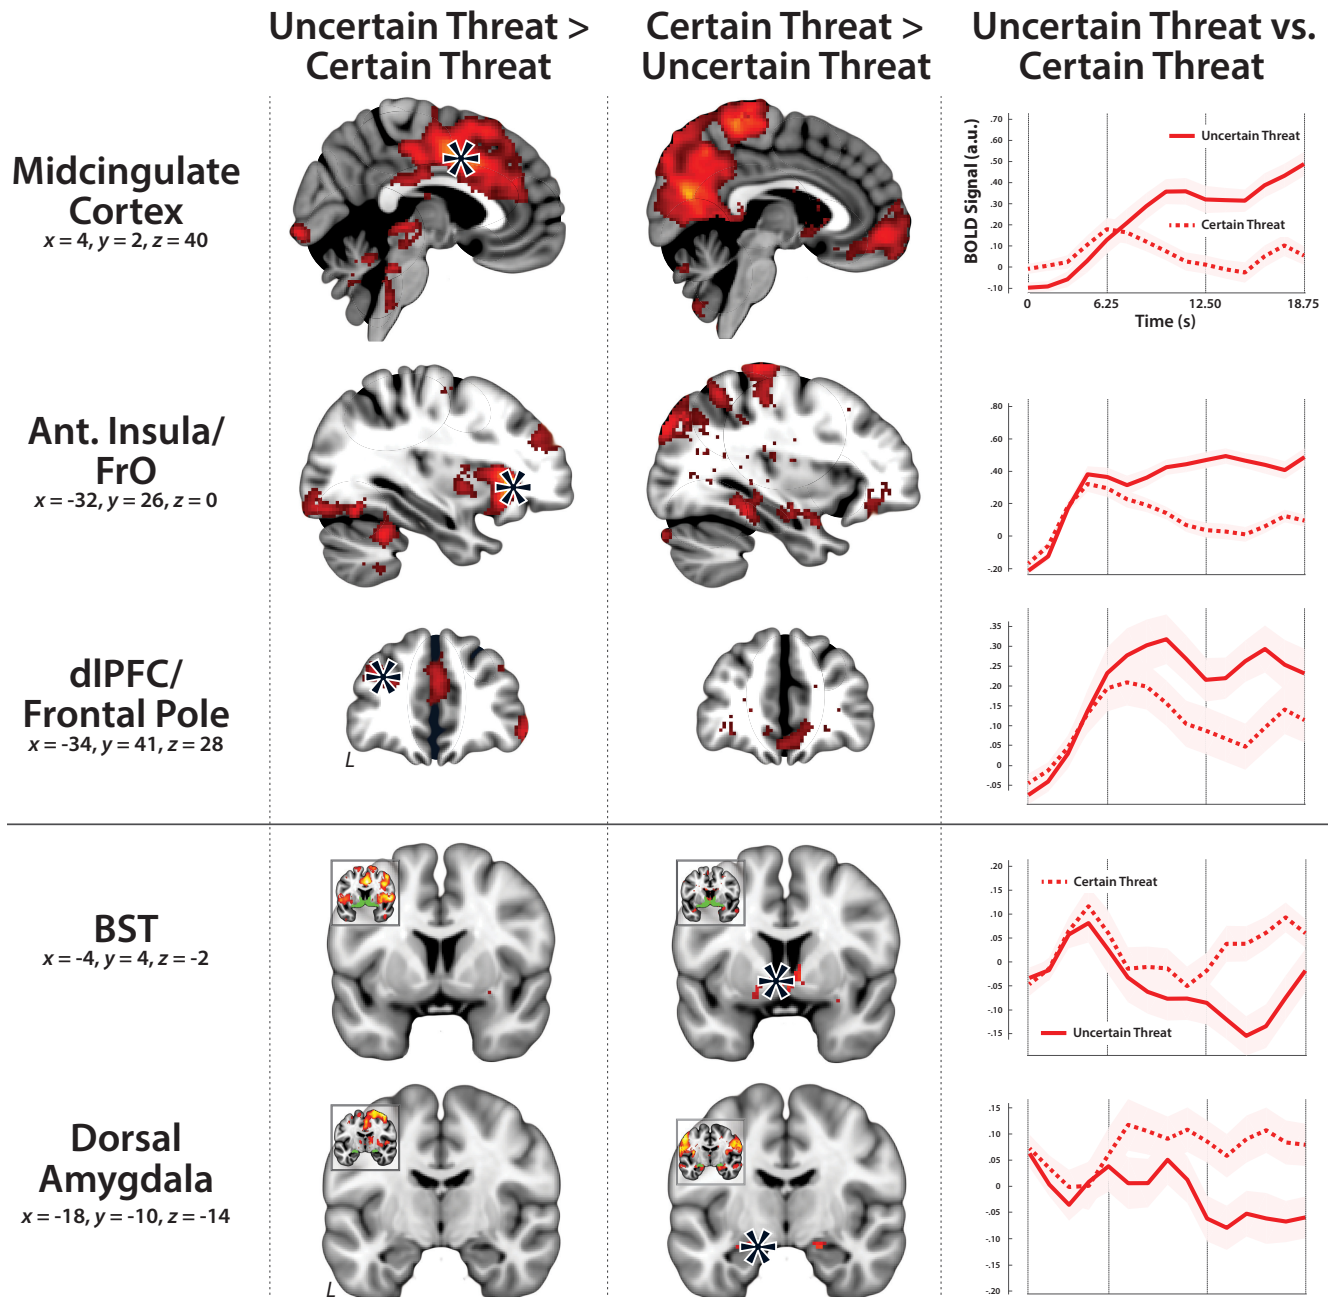 Uncertain Threat >
Certain Threat
Certain Threat >
Uncertain Threat
Uncertain Threat vs.
Certain Threat
Midcingulate
Cortex
x = 4, y = 2, z = 40
BOLD Signal (a.u.)
.70
.60
.50
.40
.30
.20
.10
0
-.10
Uncertain Threat
Certain Threat
0
6.25
12.50
18.75
Time (s)
Ant. Insula/
FrO
x = -32, y = 26, z = 0
.80
.60
.40
.20
0
-.20
dlPFC/
Frontal Pole
x = -34, y = 41, z = 28
L
.35
.30
.25
.20
.15
.10
.05
0
-.05
BST
x = -4, y = 4, z = -2
.20
.15
.10
.05
0
-.05
-.10
-.15
Certain Threat
Uncertain Threat
Dorsal
Amygdala
x = -18, y = -10, z = -14
L
.15
.10
.05
0
-.05
-.10
-.15
-.20